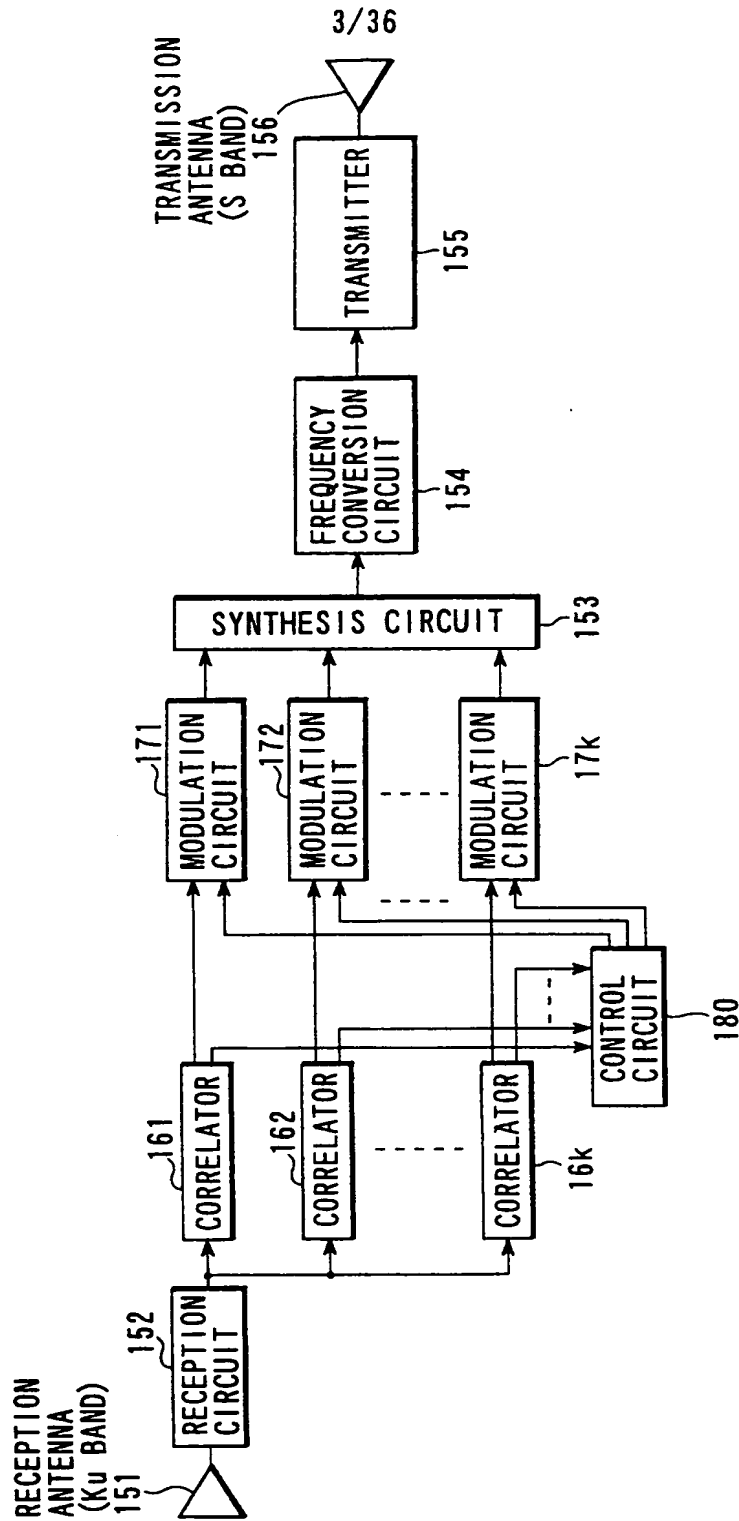 3/36
RECEPTION
ANTENNA
(Ku BAND)
151
152
RECEPTION
CIRCUIT
161
CORRELATOR
162
CORRELATOR
16k
CORRELATOR
CONTROL
CIRCUIT
180
171
MODULATION
CIRCUIT
172
MODULATION
CIRCUIT
17k
MODULATION
CIRCUIT
SYNTHESIS CIRCUIT
153
FREQUENCY
CONVERSION
CIRCUIT
154
TRANSMITTER
155
TRANSMISSION
ANTENNA
(S BAND)
156